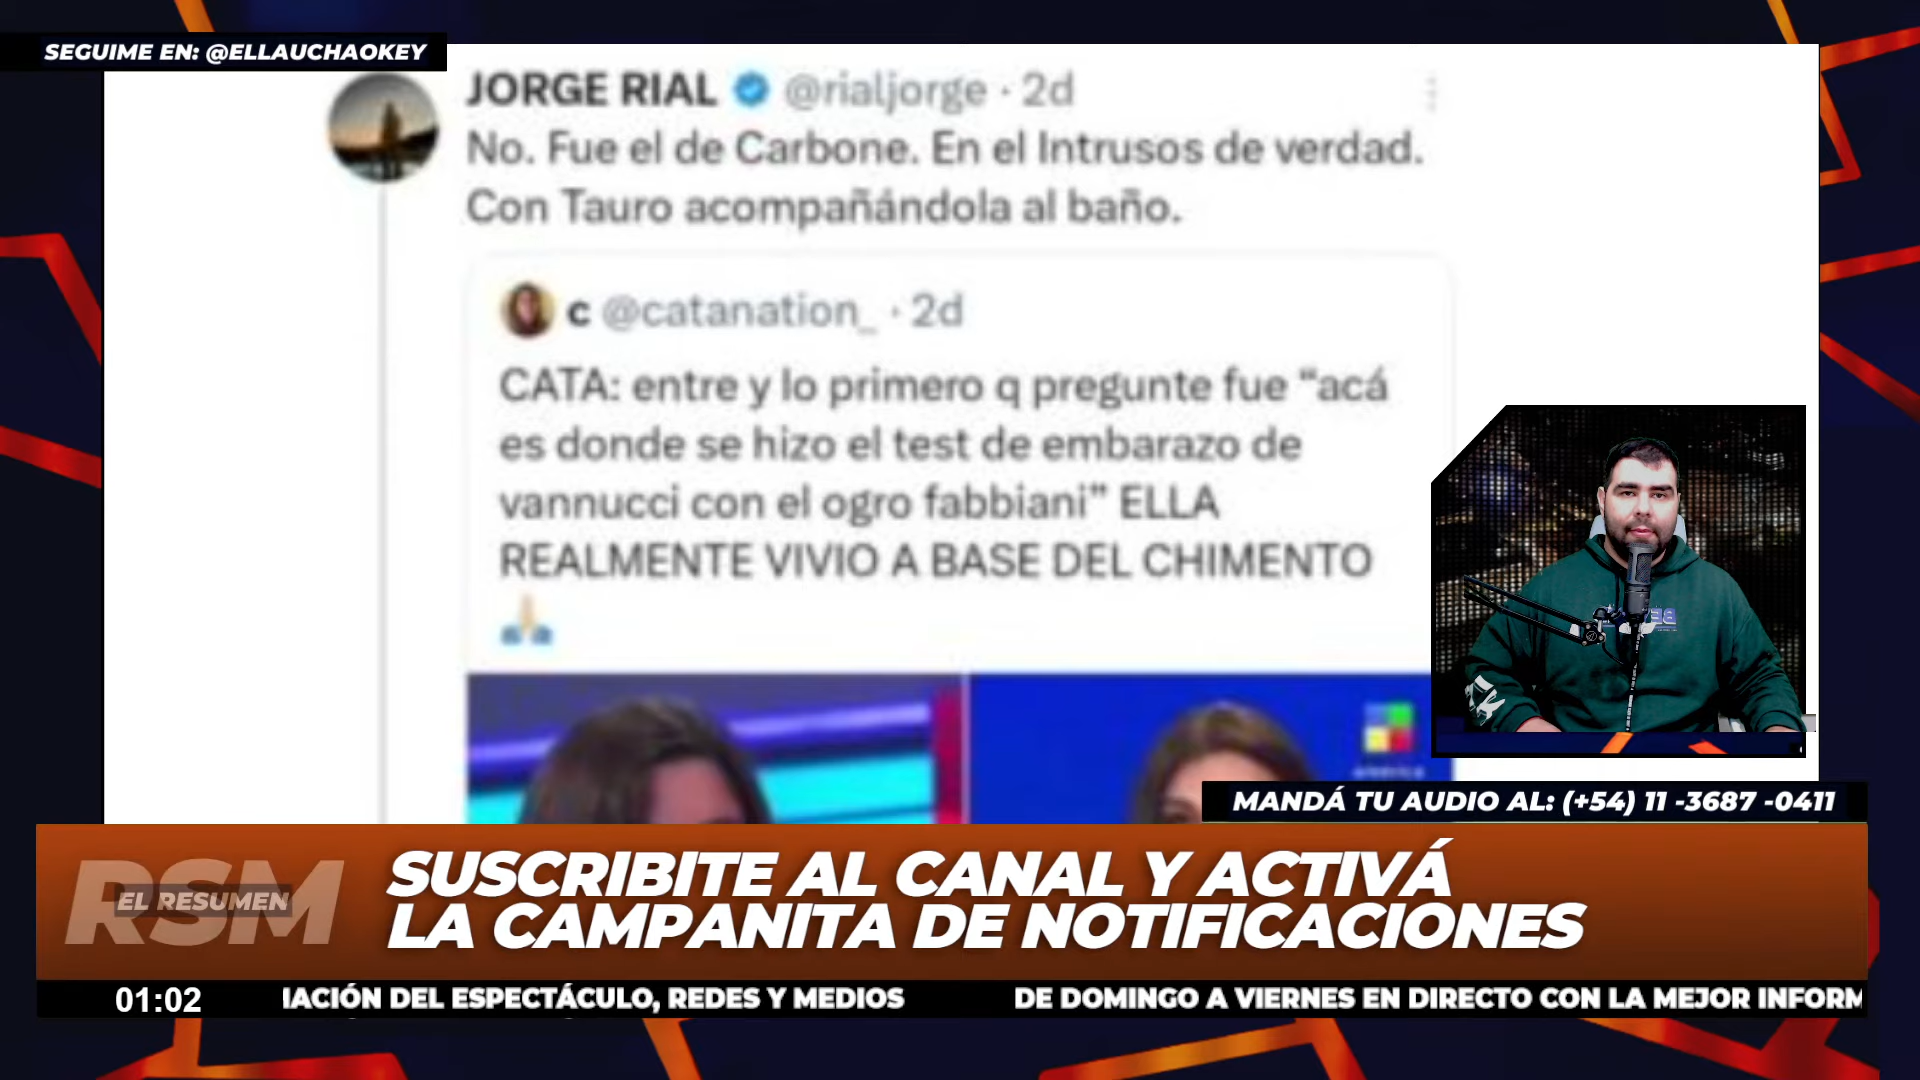 SEGUIME EN: @ELLAUCHAOKEY
JORGE RIAL @rialjorge · 2d
No. Fue el de Carbone. En el Intrusos de verdad.
Con Tauro acompañándola al baño.
c @catanation_ · 2d
CATA: entre y lo primero q pregunte fue “acá
es donde se hizo el test de embarazo de
vannucci con el ogro fabbiani” ELLA
REALMENTE VIVIO A BASE DEL CHIMENTO
MANDÁ TU AUDIO AL: (+54) 11 -3687 -0411
RSM
EL RESUMEN
SUSCRIBITE AL CANAL Y ACTIVÁ
LA CAMPANITA DE NOTIFICACIONES
01:02
IACIÓN DEL ESPECTÁCULO, REDES Y MEDIOS DE DOMINGO A VIERNES EN DIRECTO CON LA MEJOR INFORM